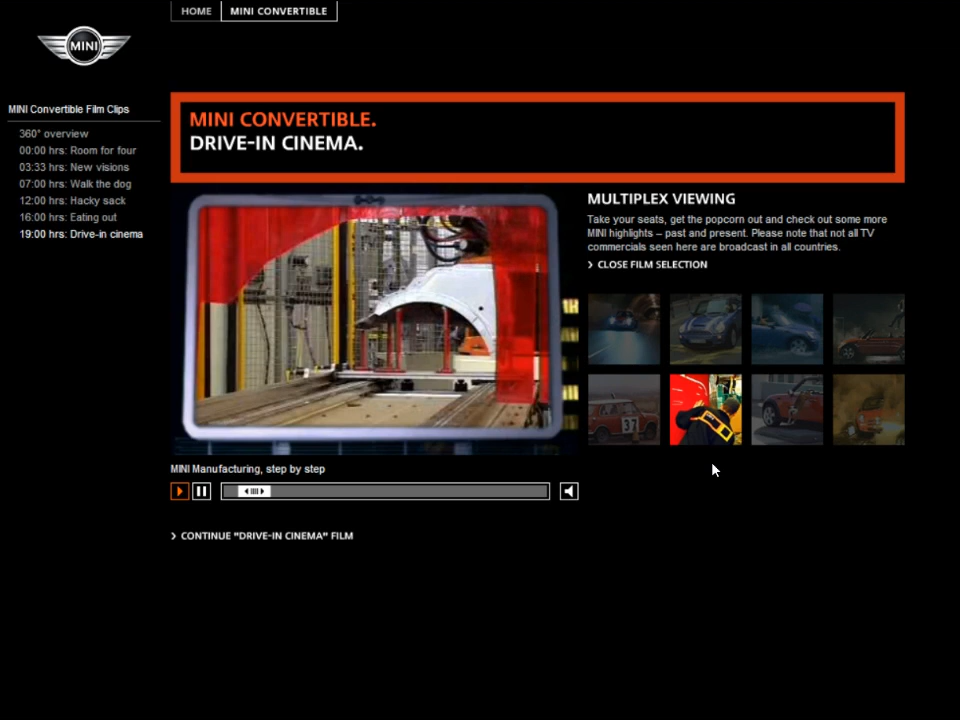 HOME
MINI CONVERTIBLE
MINI
MINI Convertible Film Clips
360° overview
00:00 hrs: Room for four
03:33 hrs: New visions
07:00 hrs: Walk the dog
12:00 hrs: Hacky sack
16:00 hrs: Eating out
19:00 hrs: Drive-in cinema
MINI CONVERTIBLE.
DRIVE-IN CINEMA.
MULTIPLEX VIEWING
Take your seats, get the popcorn out and check out some more
MINI highlights – past and present. Please note that not all TV
commercials seen here are broadcast in all countries.
CLOSE FILM SELECTION
37
MINI Manufacturing, step by step
CONTINUE "DRIVE-IN CINEMA" FILM